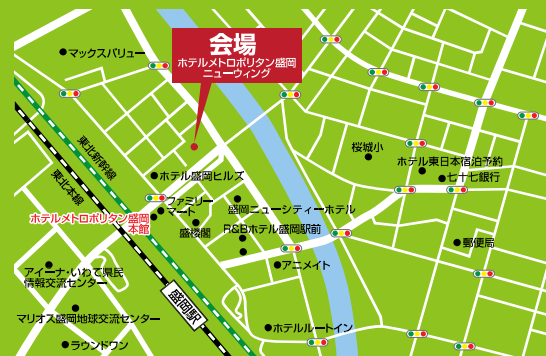 会場
ホテルメトロポリタン盛岡
ニューウィング
マックスバリュー
東北新幹線
東北本線
桜城小
ホテル東日本宿泊予約
七十七銀行
ホテル盛岡ヒルズ
ファミリー
マート
ホテルメトロポリタン盛岡
本館
盛楼閣
盛岡ニューシティーホテル
R&Bホテル盛岡駅前
アニメイト
郵便局
アイーナ・いわて県民
情報交流センター
盛岡駅
マリオス盛岡地球交流センター
ホテルルートイン
ラウンドワン